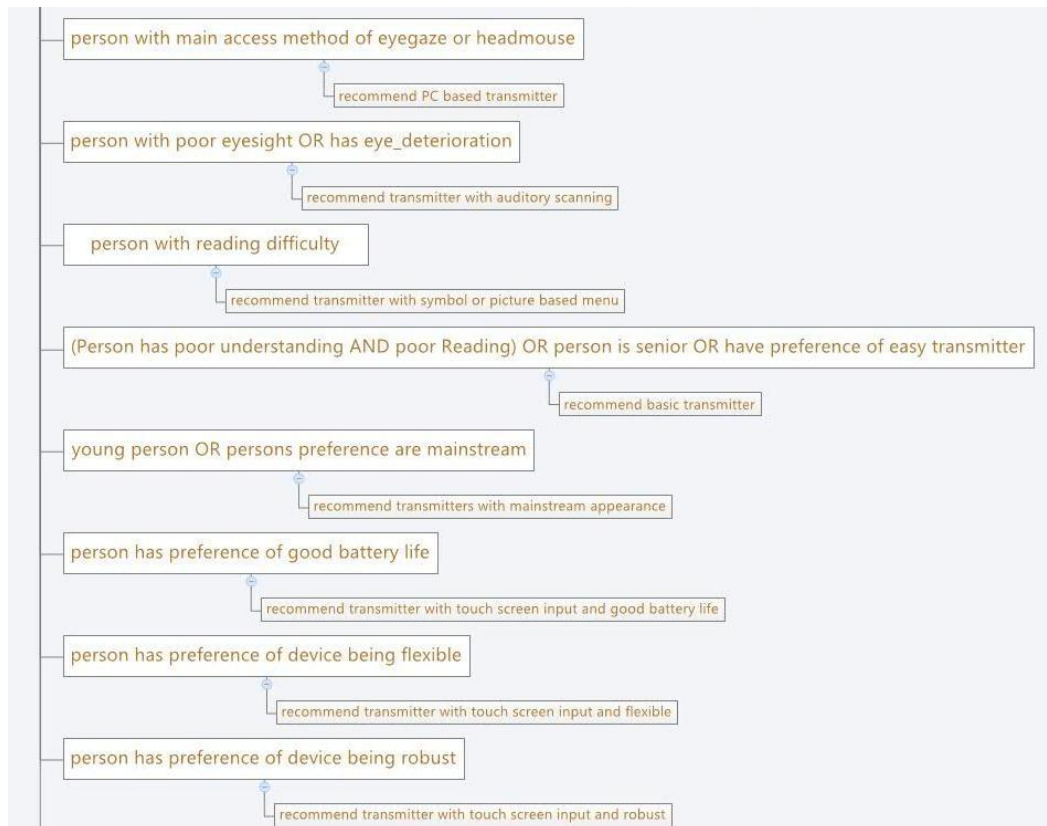 person with main access method of eyegaze or headmouse
recommend PC based transmitter
person with poor eyesight OR has eye_deterioration
recommend transmitter with auditory scanning
person with reading difficulty
recommend transmitter with symbol or picture based menu
(Person has poor understanding AND poor Reading) OR person is senior OR have preference of easy transmitter
recommend basic transmitter
young person OR persons preference are mainstream
recommend transmitters with mainstream appearance
person has preference of good battery life
recommend transmitter with touch screen input and good battery life
person has preference of device being flexible
recommend transmitter with touch screen input and flexible
person has preference of device being robust
recommend transmitter with touch screen input and robust